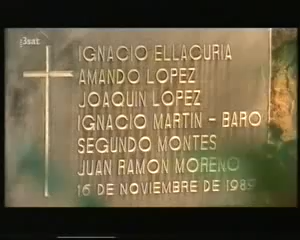 3sat
IGNACIO ELLACURIA
AMANDO LOPEZ
JOAQUIN LOPEZ
IGNACIO MARTIN - BARO
SEGUNDO MONTES
JUAN RAMON MORENO
16 DE NOVIEMBRE DE 1989